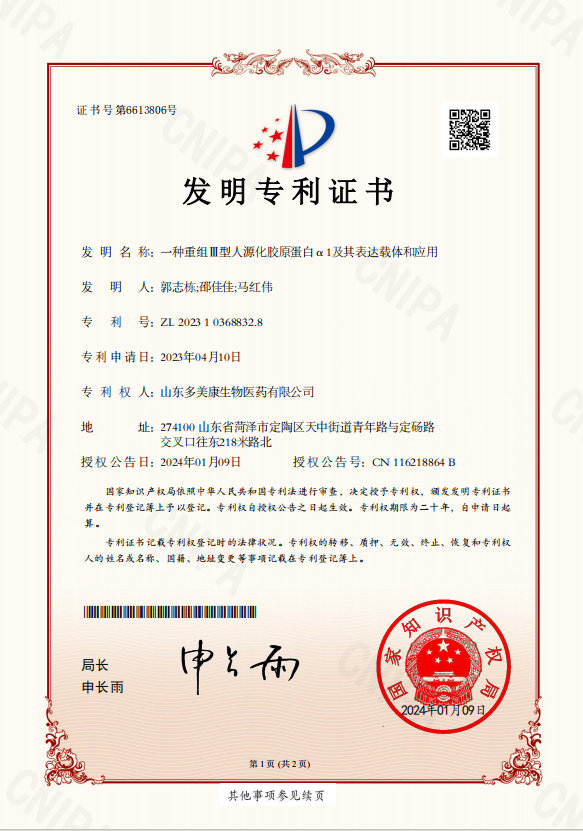 证书号第6613806号
发明专利证书
发明名称：一种重组Ⅲ型人源化胶原蛋白α1及其表达载体和应用
发明人：郭志栋;邵佳佳;马红伟
专利号：ZL 2023 1 0368832.8
专利申请日：2023年04月10日
专利权人：山东多美康生物医药有限公司
地址：274100 山东省菏泽市定陶区天中街道青年路与定砀路
交叉口往东218米路北
授权公告日：2024年01月09日 授权公告号：CN 116218864 B
国家知识产权局依照中华人民共和国专利法进行审查，决定授予专利权，颁发发明专利证书
并在专利登记簿上予以登记。专利权自授权公告之日起生效。专利权期限为二十年，自申请日起
算。
专利证书记载专利权登记时的法律状况。专利权的转移、质押、无效、终止、恢复和专利权
人的姓名或名称、国籍、地址变更等事项记载在专利登记簿上。
局长
申长雨
申长雨
国家知识产权局
2024年01月09日
第1页(共2页)
其他事项参见续页
CNIPA
CNIPA
CNIPA
CNIPA
CNIPA
CNIPA
CNIPA
CNIPA